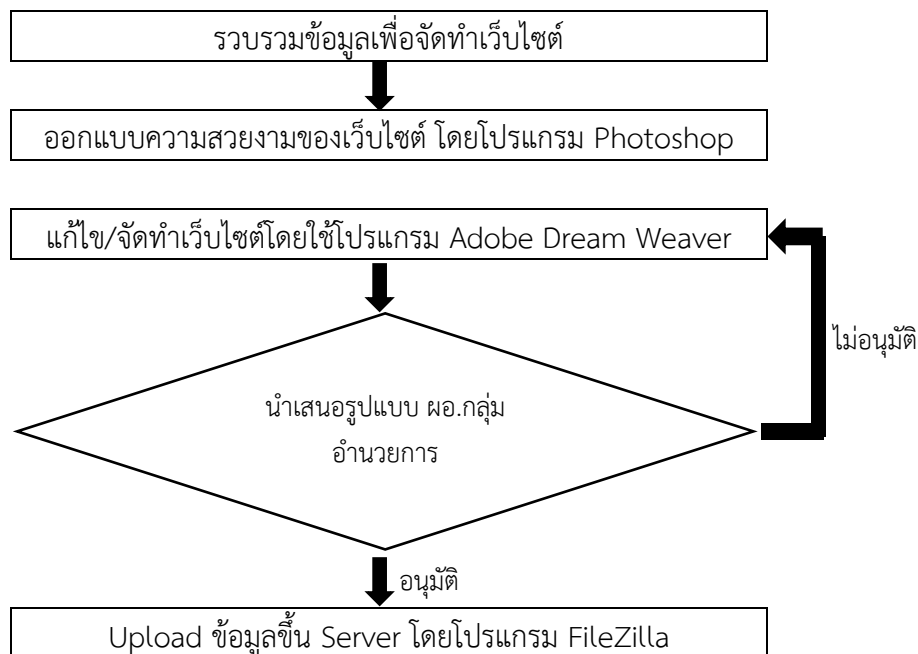 รวบรวมข้อมูลเพื่อจัดทำเว็บไซต์
ออกแบบความสวยงามของเว็บไซต์ โดยโปรแกรม Photoshop
แก้ไข/จัดทำเว็บไซต์โดยใช้โปรแกรม Adobe Dream Weaver
ไม่อนุมัติ
นำเสนอรูปแบบ ผอ.กลุ่ม
อำนวยการ
อนุมัติ
Upload ข้อมูลขึ้น Server โดยโปรแกรม FileZilla